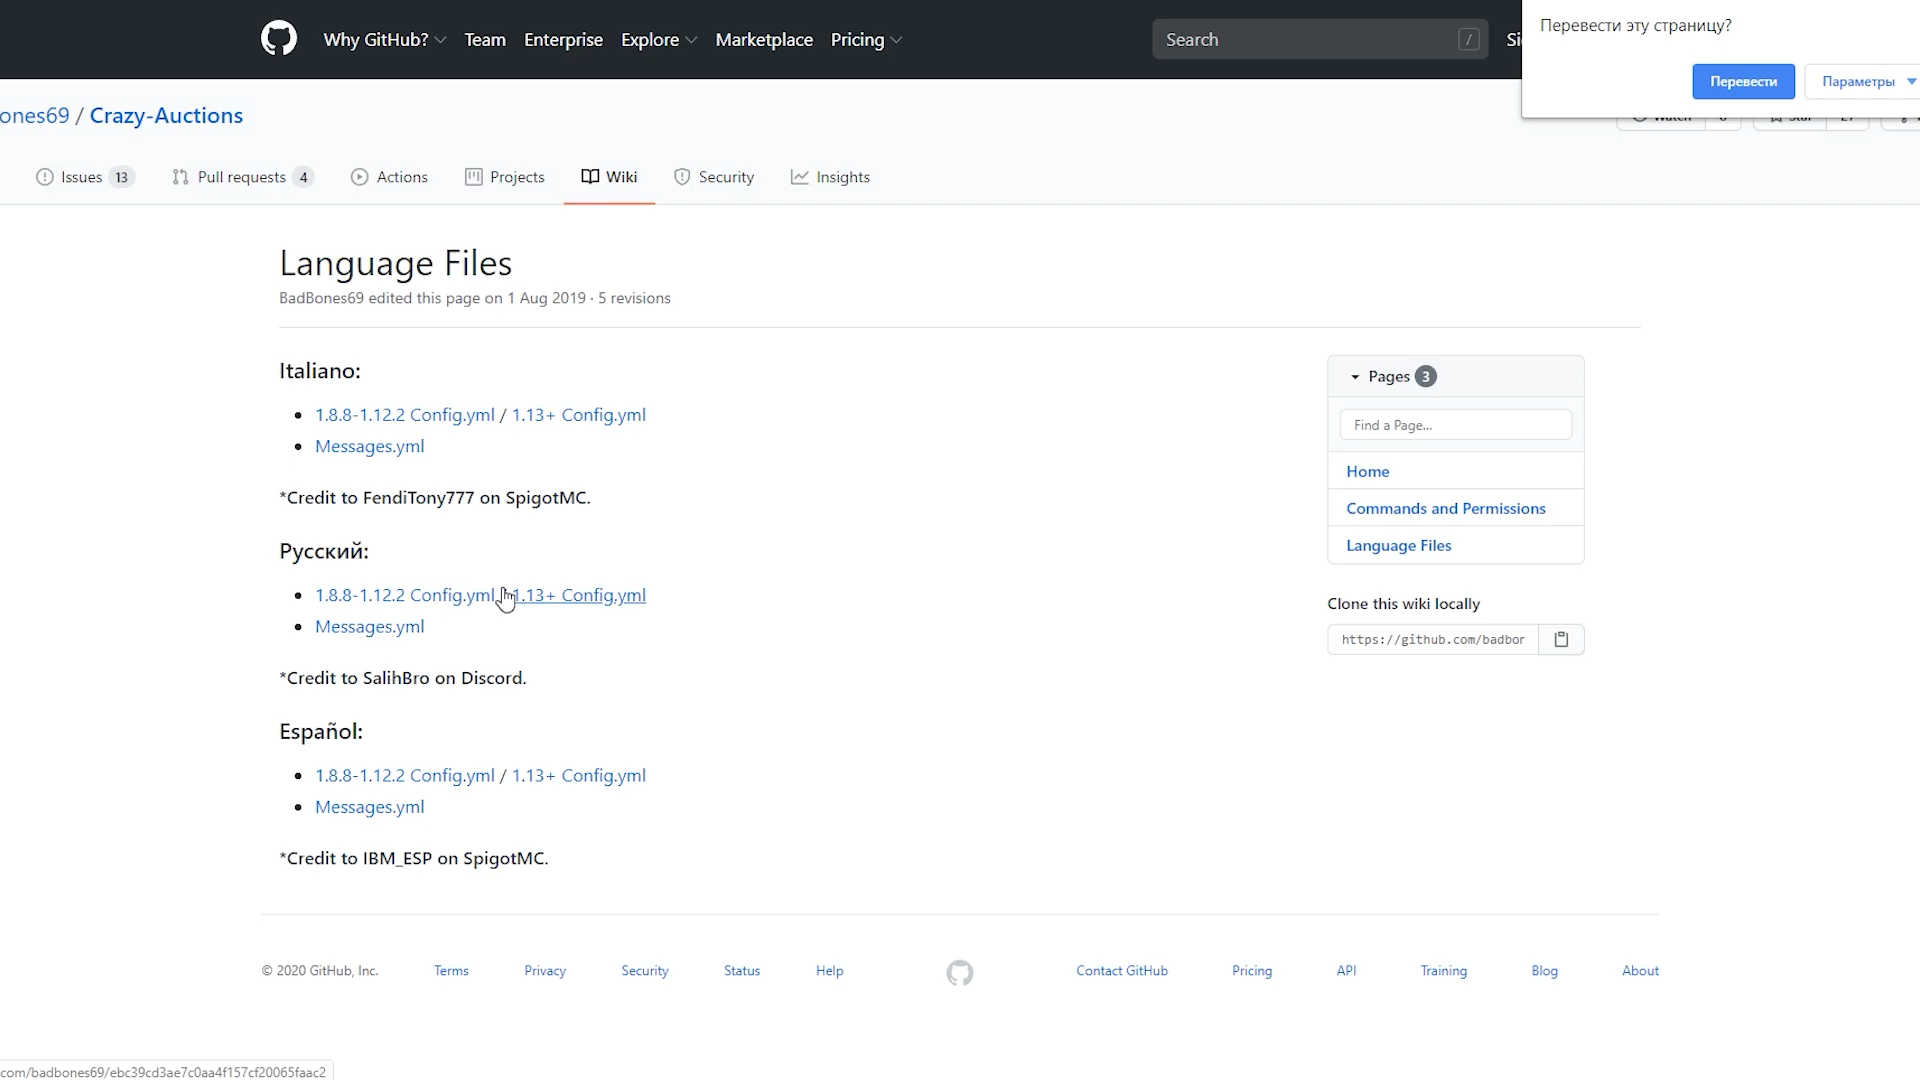 Why GitHub? Team Enterprise Explore Marketplace Pricing Search / 
Перевести эту страницу?
Перевести Параметры
ones69 / Crazy-Auctions
Issues 13 Pull requests 4 Actions Projects Wiki Security Insights
Language Files
BadBones69 edited this page on 1 Aug 2019 · 5 revisions
Italiano:
1.8.8-1.12.2 Config.yml / 1.13+ Config.yml
Messages.yml
*Credit to FendiTony777 on SpigotMC.
Русский:
1.8.8-1.12.2 Config.yml 1.13+ Config.yml
Messages.yml
*Credit to SalihBro on Discord.
Español:
1.8.8-1.12.2 Config.yml / 1.13+ Config.yml
Messages.yml
*Credit to IBM_ESP on SpigotMC.
Pages 3
Find a Page...
Home
Commands and Permissions
Language Files
Clone this wiki locally
https://github.com/badbor
© 2020 GitHub, Inc. Terms Privacy Security Status Help Contact GitHub Pricing API Training Blog About
com/badbones69/ebc39cd3ae7c0aa4f157cf20065faac2